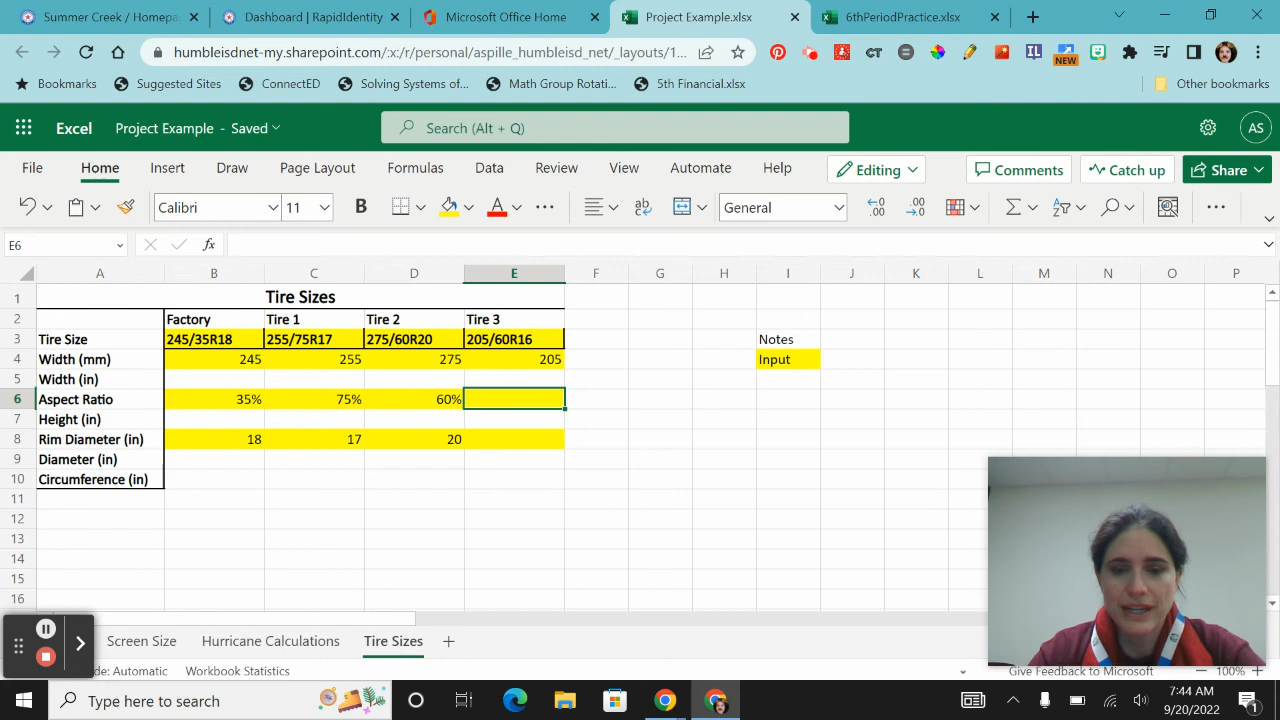 Summer Creek / Homepa
Dashboard | RapidIdentity
Microsoft Office Home
Project Example.xlsx
6thPeriodPractice.xlsx
humbleisdnet-my.sharepoint.com/:x:/r/personal/aspille_humbleisd_net/_layouts/1...
CT
IL
NEW
Bookmarks
Suggested Sites
ConnectED
Solving Systems of...
Math Group Rotati...
5th Financial.xlsx
Other bookmarks
Excel
Project Example - Saved
Search (Alt + Q)
AS
File
Home
Insert
Draw
Page Layout
Formulas
Data
Review
View
Automate
Help
Editing
Comments
Catch up
Share
Calibri
11
B
General
E6
fx
A B C D E F G H I J K L M N O P
1 Tire Sizes
2 Factory Tire 1 Tire 2 Tire 3
3 Tire Size 245/35R18 255/75R17 275/60R20 205/60R16 Notes
4 Width (mm) 245 255 275 205 Input
5 Width (in)
6 Aspect Ratio 35% 75% 60%
7 Height (in)
8 Rim Diameter (in) 18 17 20
9 Diameter (in)
10 Circumference (in)
11
12
13
14
15
16
Screen Size
Hurricane Calculations
Tire Sizes
de: Automatic
Workbook Statistics
Give Feedback to Microsoft
100%
Type here to search
7:44 AM
9/20/2022
1